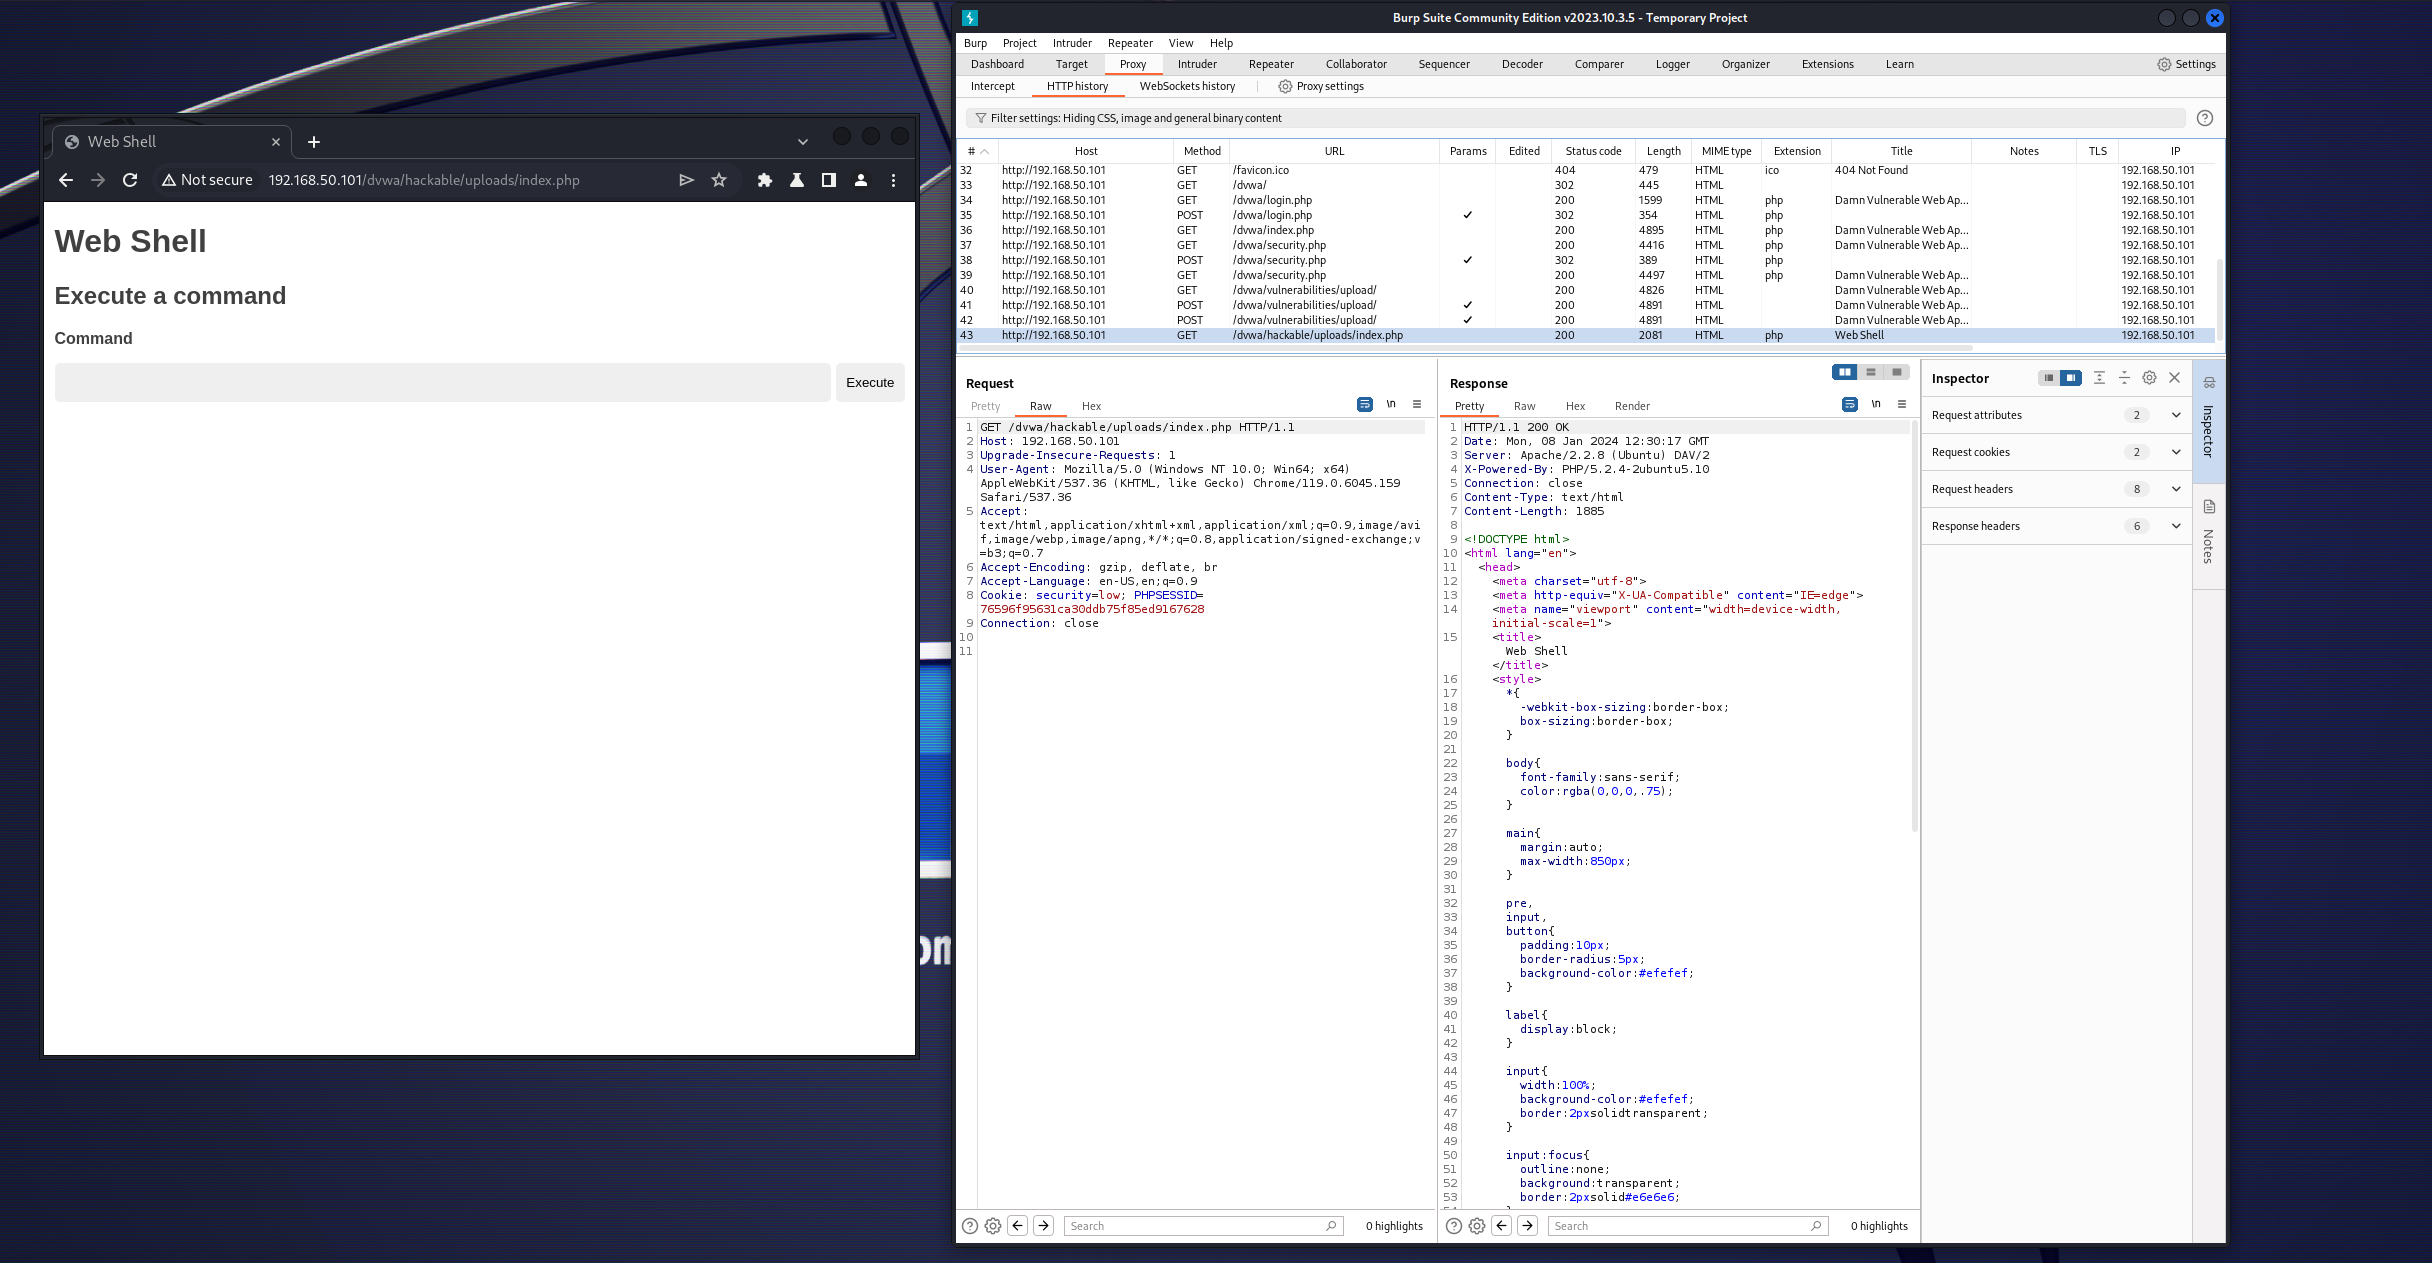 Web Shell
Not secure 192.168.50.101/dvwa/hackable/uploads/index.php
Web Shell
Execute a command
Command
Execute
om
Burp Suite Community Edition v2023.10.3.5 - Temporary Project
Burp Project Intruder Repeater View Help
Dashboard Target Proxy Intruder Repeater Collaborator Sequencer Decoder Comparer Logger Organizer Extensions Learn Settings
Intercept HTTP history WebSockets history Proxy settings
Filter settings: Hiding CSS, image and general binary content
# Host Method URL Params Edited Status code Length MIME type Extension Title Notes TLS IP
32 http://192.168.50.101 GET /favicon.ico 404 479 HTML ico 404 Not Found 192.168.50.101
33 http://192.168.50.101 GET /dvwa/ 302 445 HTML 192.168.50.101
34 http://192.168.50.101 GET /dvwa/login.php 200 1599 HTML php Damn Vulnerable Web Ap... 192.168.50.101
35 http://192.168.50.101 POST /dvwa/login.php ✓ 302 354 HTML php 192.168.50.101
36 http://192.168.50.101 GET /dvwa/index.php 200 4895 HTML php Damn Vulnerable Web Ap... 192.168.50.101
37 http://192.168.50.101 GET /dvwa/security.php 200 4416 HTML php Damn Vulnerable Web Ap... 192.168.50.101
38 http://192.168.50.101 POST /dvwa/security.php ✓ 302 389 HTML php 192.168.50.101
39 http://192.168.50.101 GET /dvwa/security.php 200 4497 HTML php Damn Vulnerable Web Ap... 192.168.50.101
40 http://192.168.50.101 GET /dvwa/vulnerabilities/upload/ 200 4826 HTML Damn Vulnerable Web Ap... 192.168.50.101
41 http://192.168.50.101 POST /dvwa/vulnerabilities/upload/ ✓ 200 4891 HTML Damn Vulnerable Web Ap... 192.168.50.101
42 http://192.168.50.101 POST /dvwa/vulnerabilities/upload/ ✓ 200 4891 HTML Damn Vulnerable Web Ap... 192.168.50.101
43 http://192.168.50.101 GET /dvwa/hackable/uploads/index.php 200 2081 HTML php Web Shell 192.168.50.101
Request
Pretty Raw Hex \n
1 GET /dvwa/hackable/uploads/index.php HTTP/1.1
2 Host: 192.168.50.101
3 Upgrade-Insecure-Requests: 1
4 User-Agent: Mozilla/5.0 (Windows NT 10.0; Win64; x64)
AppleWebKit/537.36 (KHTML, like Gecko) Chrome/119.0.6045.159
Safari/537.36
5 Accept:
text/html,application/xhtml+xml,application/xml;q=0.9,image/avi
f,image/webp,image/apng,*/*;q=0.8,application/signed-exchange;v
=b3;q=0.7
6 Accept-Encoding: gzip, deflate, br
7 Accept-Language: en-US,en;q=0.9
8 Cookie: security=low; PHPSESSID=
76596f95631ca30ddb75f85ed9167628
9 Connection: close
10
11
Search 0 highlights
Response
Pretty Raw Hex Render \n
1 HTTP/1.1 200 OK
2 Date: Mon, 08 Jan 2024 12:30:17 GMT
3 Server: Apache/2.2.8 (Ubuntu) DAV/2
4 X-Powered-By: PHP/5.2.4-2ubuntu5.10
5 Connection: close
6 Content-Type: text/html
7 Content-Length: 1885
8
9 <!DOCTYPE html>
10 <html lang="en">
11 <head>
12 <meta charset="utf-8">
13 <meta http-equiv="X-UA-Compatible" content="IE=edge">
14 <meta name="viewport" content="width=device-width,
initial-scale=1">
15 <title>
Web Shell
</title>
16 <style>
17 *{
18 -webkit-box-sizing:border-box;
19 box-sizing:border-box;
20 }
21
22 body{
23 font-family:sans-serif;
24 color:rgba(0,0,0,.75);
25 }
26
27 main{
28 margin:auto;
29 max-width:850px;
30 }
31
32 pre,
33 input,
34 button{
35 padding:10px;
36 border-radius:5px;
37 background-color:#efefef;
38 }
39
40 label{
41 display:block;
42 }
43
44 input{
45 width:100%;
46 background-color:#efefef;
47 border:2pxsolidtransparent;
48 }
49
50 input:focus{
51 outline:none;
52 background:transparent;
53 border:2pxsolid#e6e6e6;
Search 0 highlights
Inspector
Request attributes 2
Request cookies 2
Request headers 8
Response headers 6
Inspector
Notes